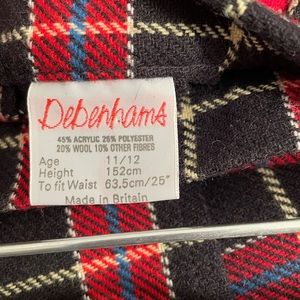 Debenhams
45% ACRYLIC 25% POLYESTER
20% WOOL 10% OTHER FIBRES
Age 11/12
Height 152cm
To fit Waist 63.5cm/25"
Made in Britain